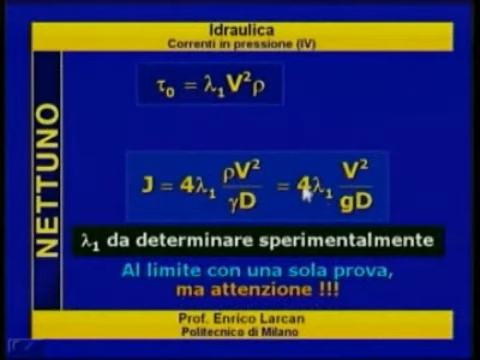 Idraulica
Correnti in pressione (IV)
τ₀ = λ₁V²ρ
NETTUNO
J = 4λ₁ ρV²/γD = 4λ₁ V²/gD
λ₁ da determinare sperimentalmente
Al limite con una sola prova,
ma attenzione !!!
Prof. Enrico Larcan
Politecnico di Milano